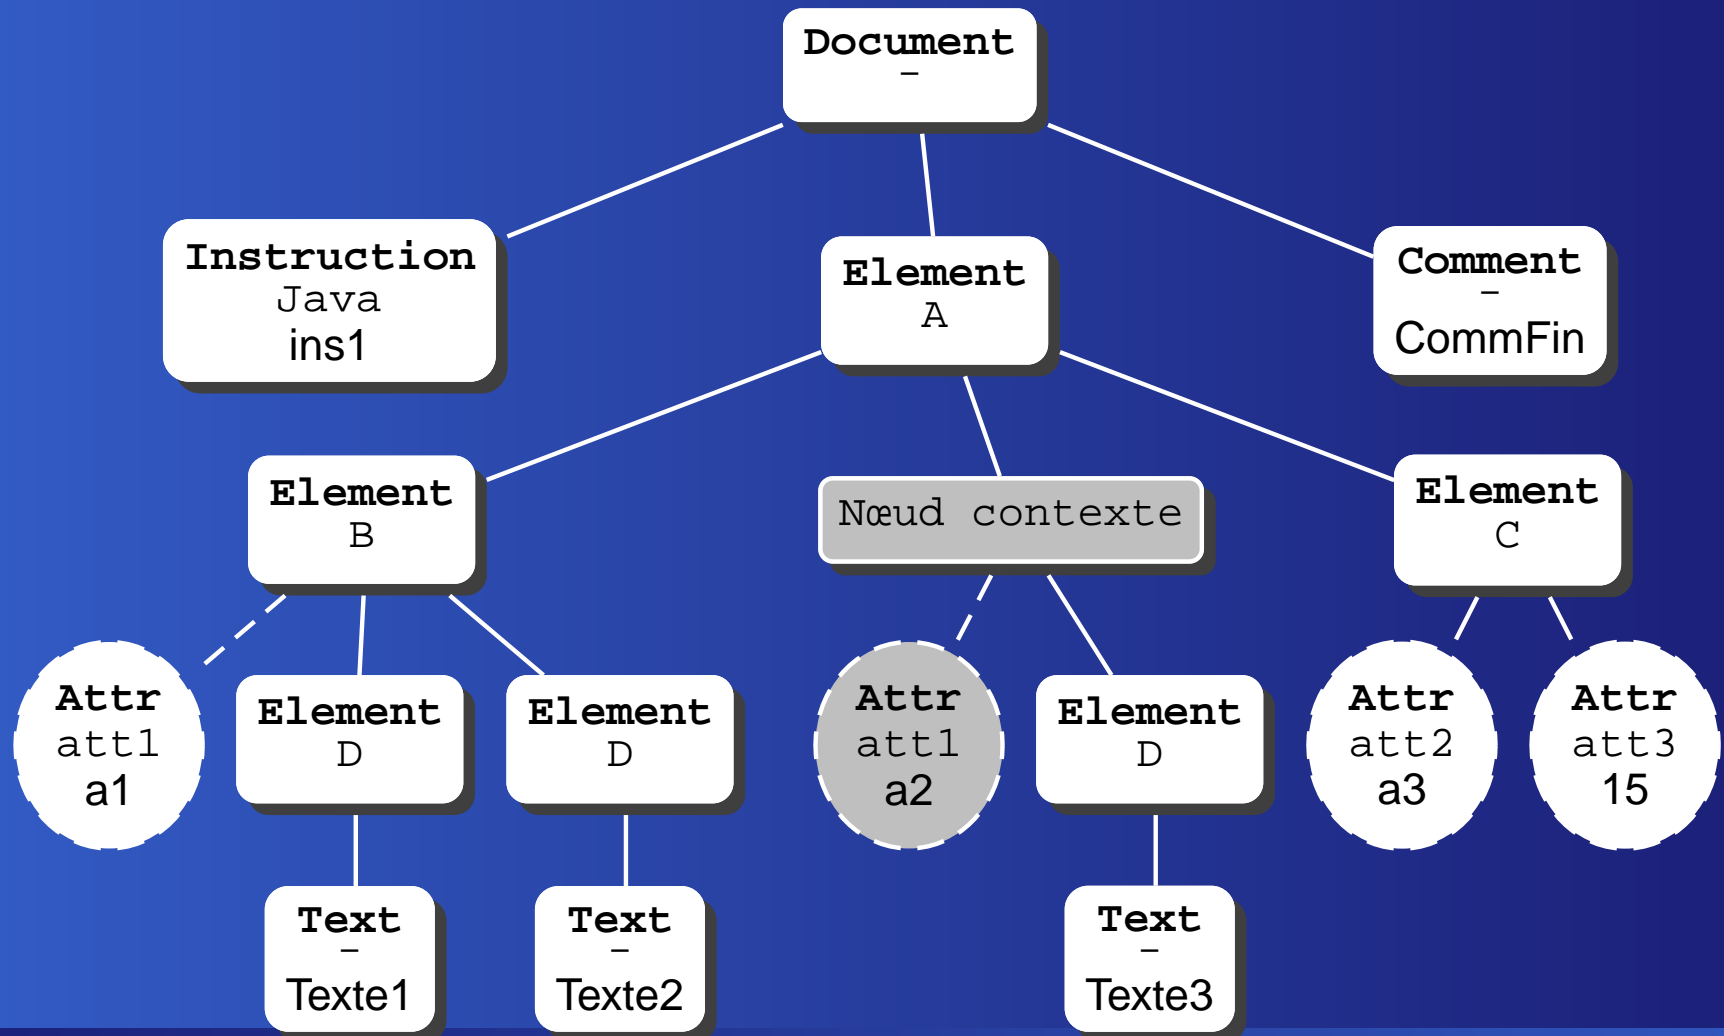 Document
-
Instruction
Java
ins1
Element
A
Comment
-
CommFin
Element
B
Nœud contexte
Element
C
Attr
att1
a1
Element
D
Element
D
Attr
att1
a2
Element
D
Attr
att2
a3
Attr
att3
15
Text
-
Texte1
Text
-
Texte2
Text
-
Texte3